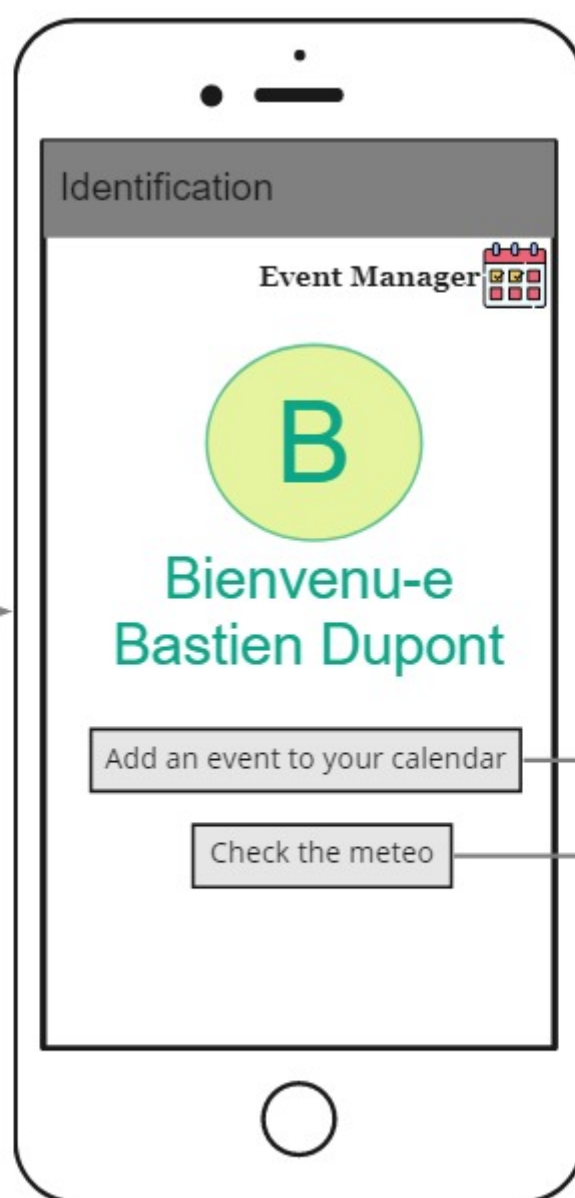 Identification
Event Manager
B
Bienvenu-e
Bastien Dupont
Add an event to your calendar
Check the meteo